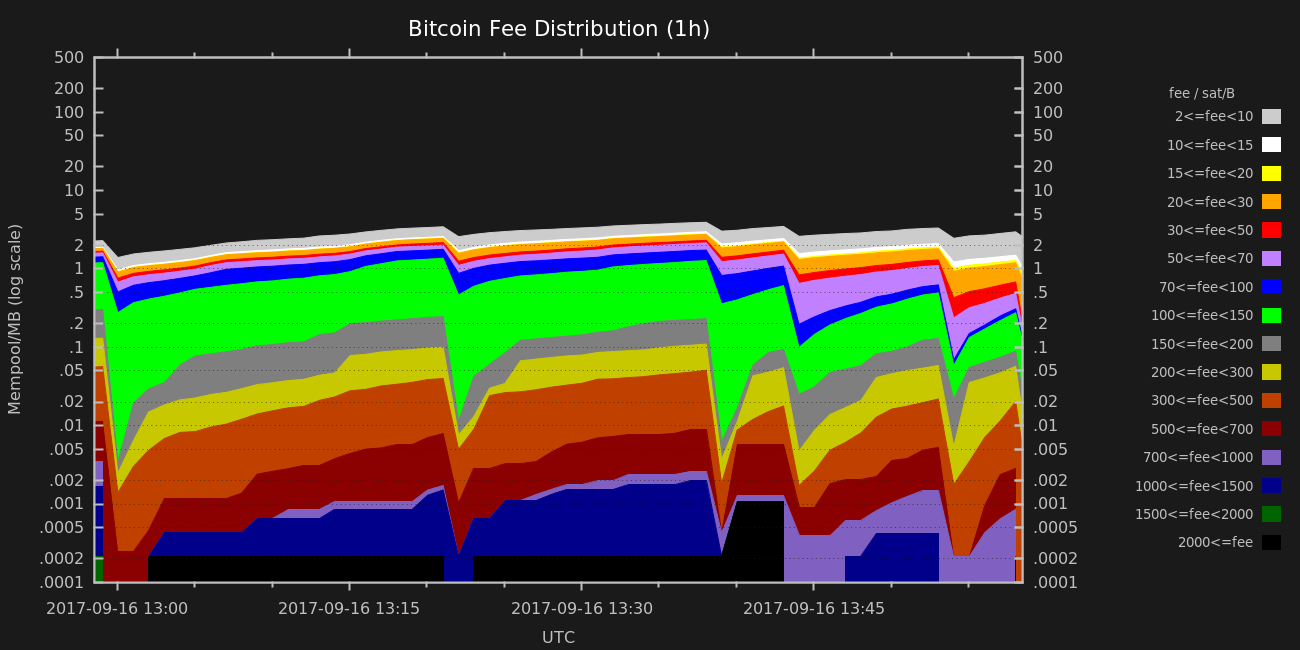 Bitcoin Fee Distribution (1h)
500 500
200 200
100 100
50 50
20 20
10 10
5 5
2 2
1 1
.5 .5
.2 .2
.1 .1
.05 .05
.02 .02
.01 .01
.005 .005
.002 .002
.001 .001
.0005 .0005
.0002 .0002
.0001 .0001
Mempool/MB (log scale)
2017-09-16 13:00 2017-09-16 13:15 2017-09-16 13:30 2017-09-16 13:45
UTC
fee / sat/B
2<=fee<10
10<=fee<15
15<=fee<20
20<=fee<30
30<=fee<50
50<=fee<70
70<=fee<100
100<=fee<150
150<=fee<200
200<=fee<300
300<=fee<500
500<=fee<700
700<=fee<1000
1000<=fee<1500
1500<=fee<2000
2000<=fee